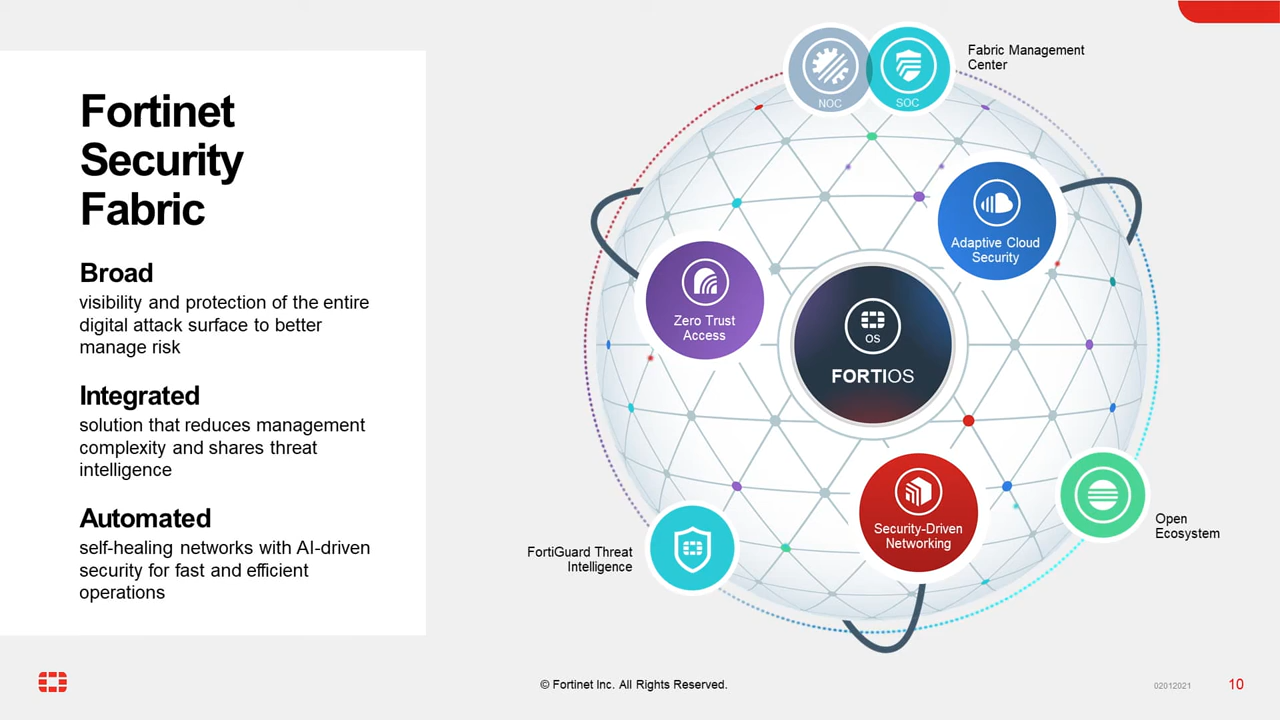 Fortinet
Security
Fabric
Broad
visibility and protection of the entire
digital attack surface to better
manage risk
Integrated
solution that reduces management
complexity and shares threat
intelligence
Automated
self-healing networks with AI-driven
security for fast and efficient
operations
NOC
SOC
Fabric Management
Center
Adaptive Cloud
Security
Zero Trust
Access
OS
FORTIOS
Security-Driven
Networking
Open
Ecosystem
FortiGuard Threat
Intelligence
© Fortinet Inc. All Rights Reserved.
02012021
10